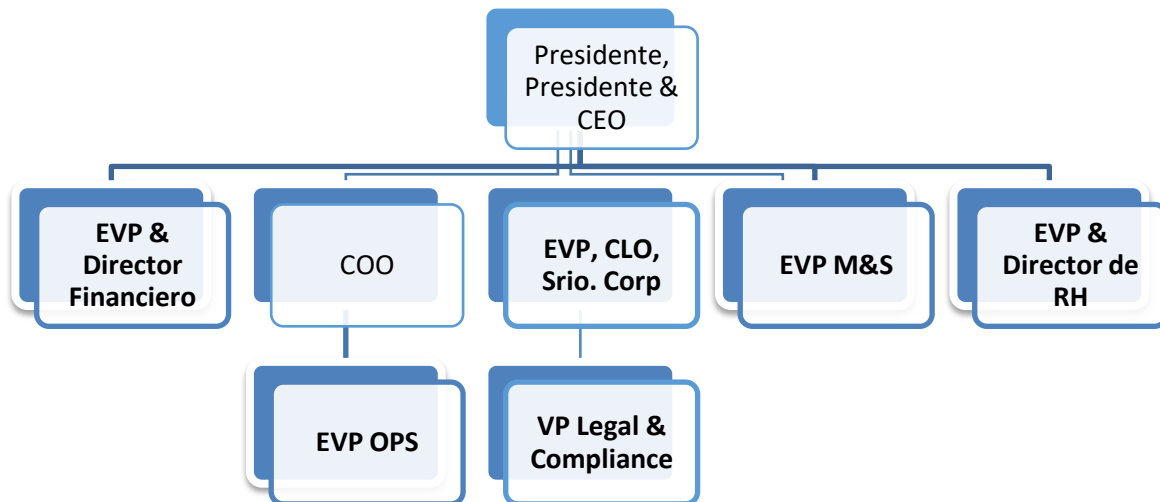 Presidente,
Presidente &
CEO
EVP &
Director
Financiero
COO
EVP, CLO,
Srio. Corp
EVP M&S
EVP &
Director de
RH
EVP OPS
VP Legal &
Compliance